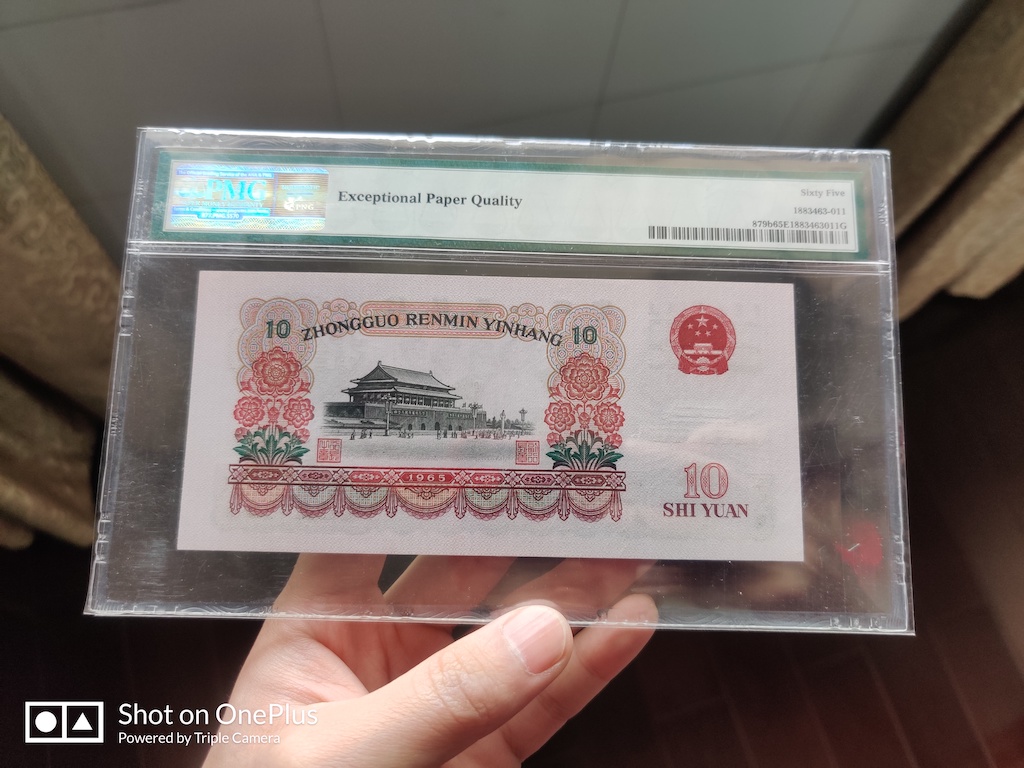 PMG
PNG
Exceptional Paper Quality
Sixty Five
1883463-011
879b65E1883463011G
10 ZHONGGUO RENMIN YINHANG 10
1965
10
SHI YUAN
Shot on OnePlus
Powered by Triple Camera